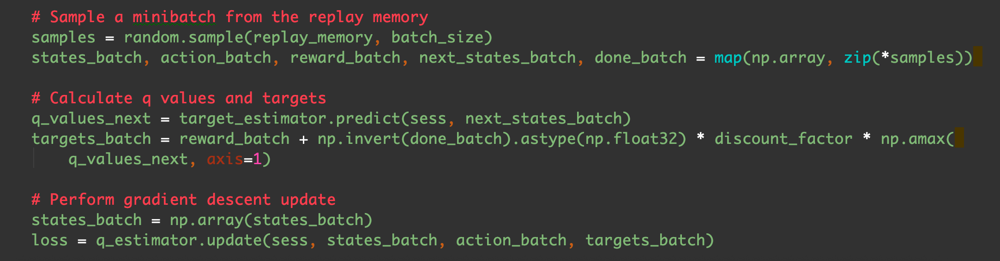 # Sample a minibatch from the replay memory
samples = random.sample(replay_memory, batch_size)
states_batch, action_batch, reward_batch, next_states_batch, done_batch = map(np.array, zip(*samples))
# Calculate q values and targets
q_values_next = target_estimator.predict(sess, next_states_batch)
targets_batch = reward_batch + np.invert(done_batch).astype(np.float32) * discount_factor * np.amax(
q_values_next, axis=1)
# Perform gradient descent update
states_batch = np.array(states_batch)
loss = q_estimator.update(sess, states_batch, action_batch, targets_batch)